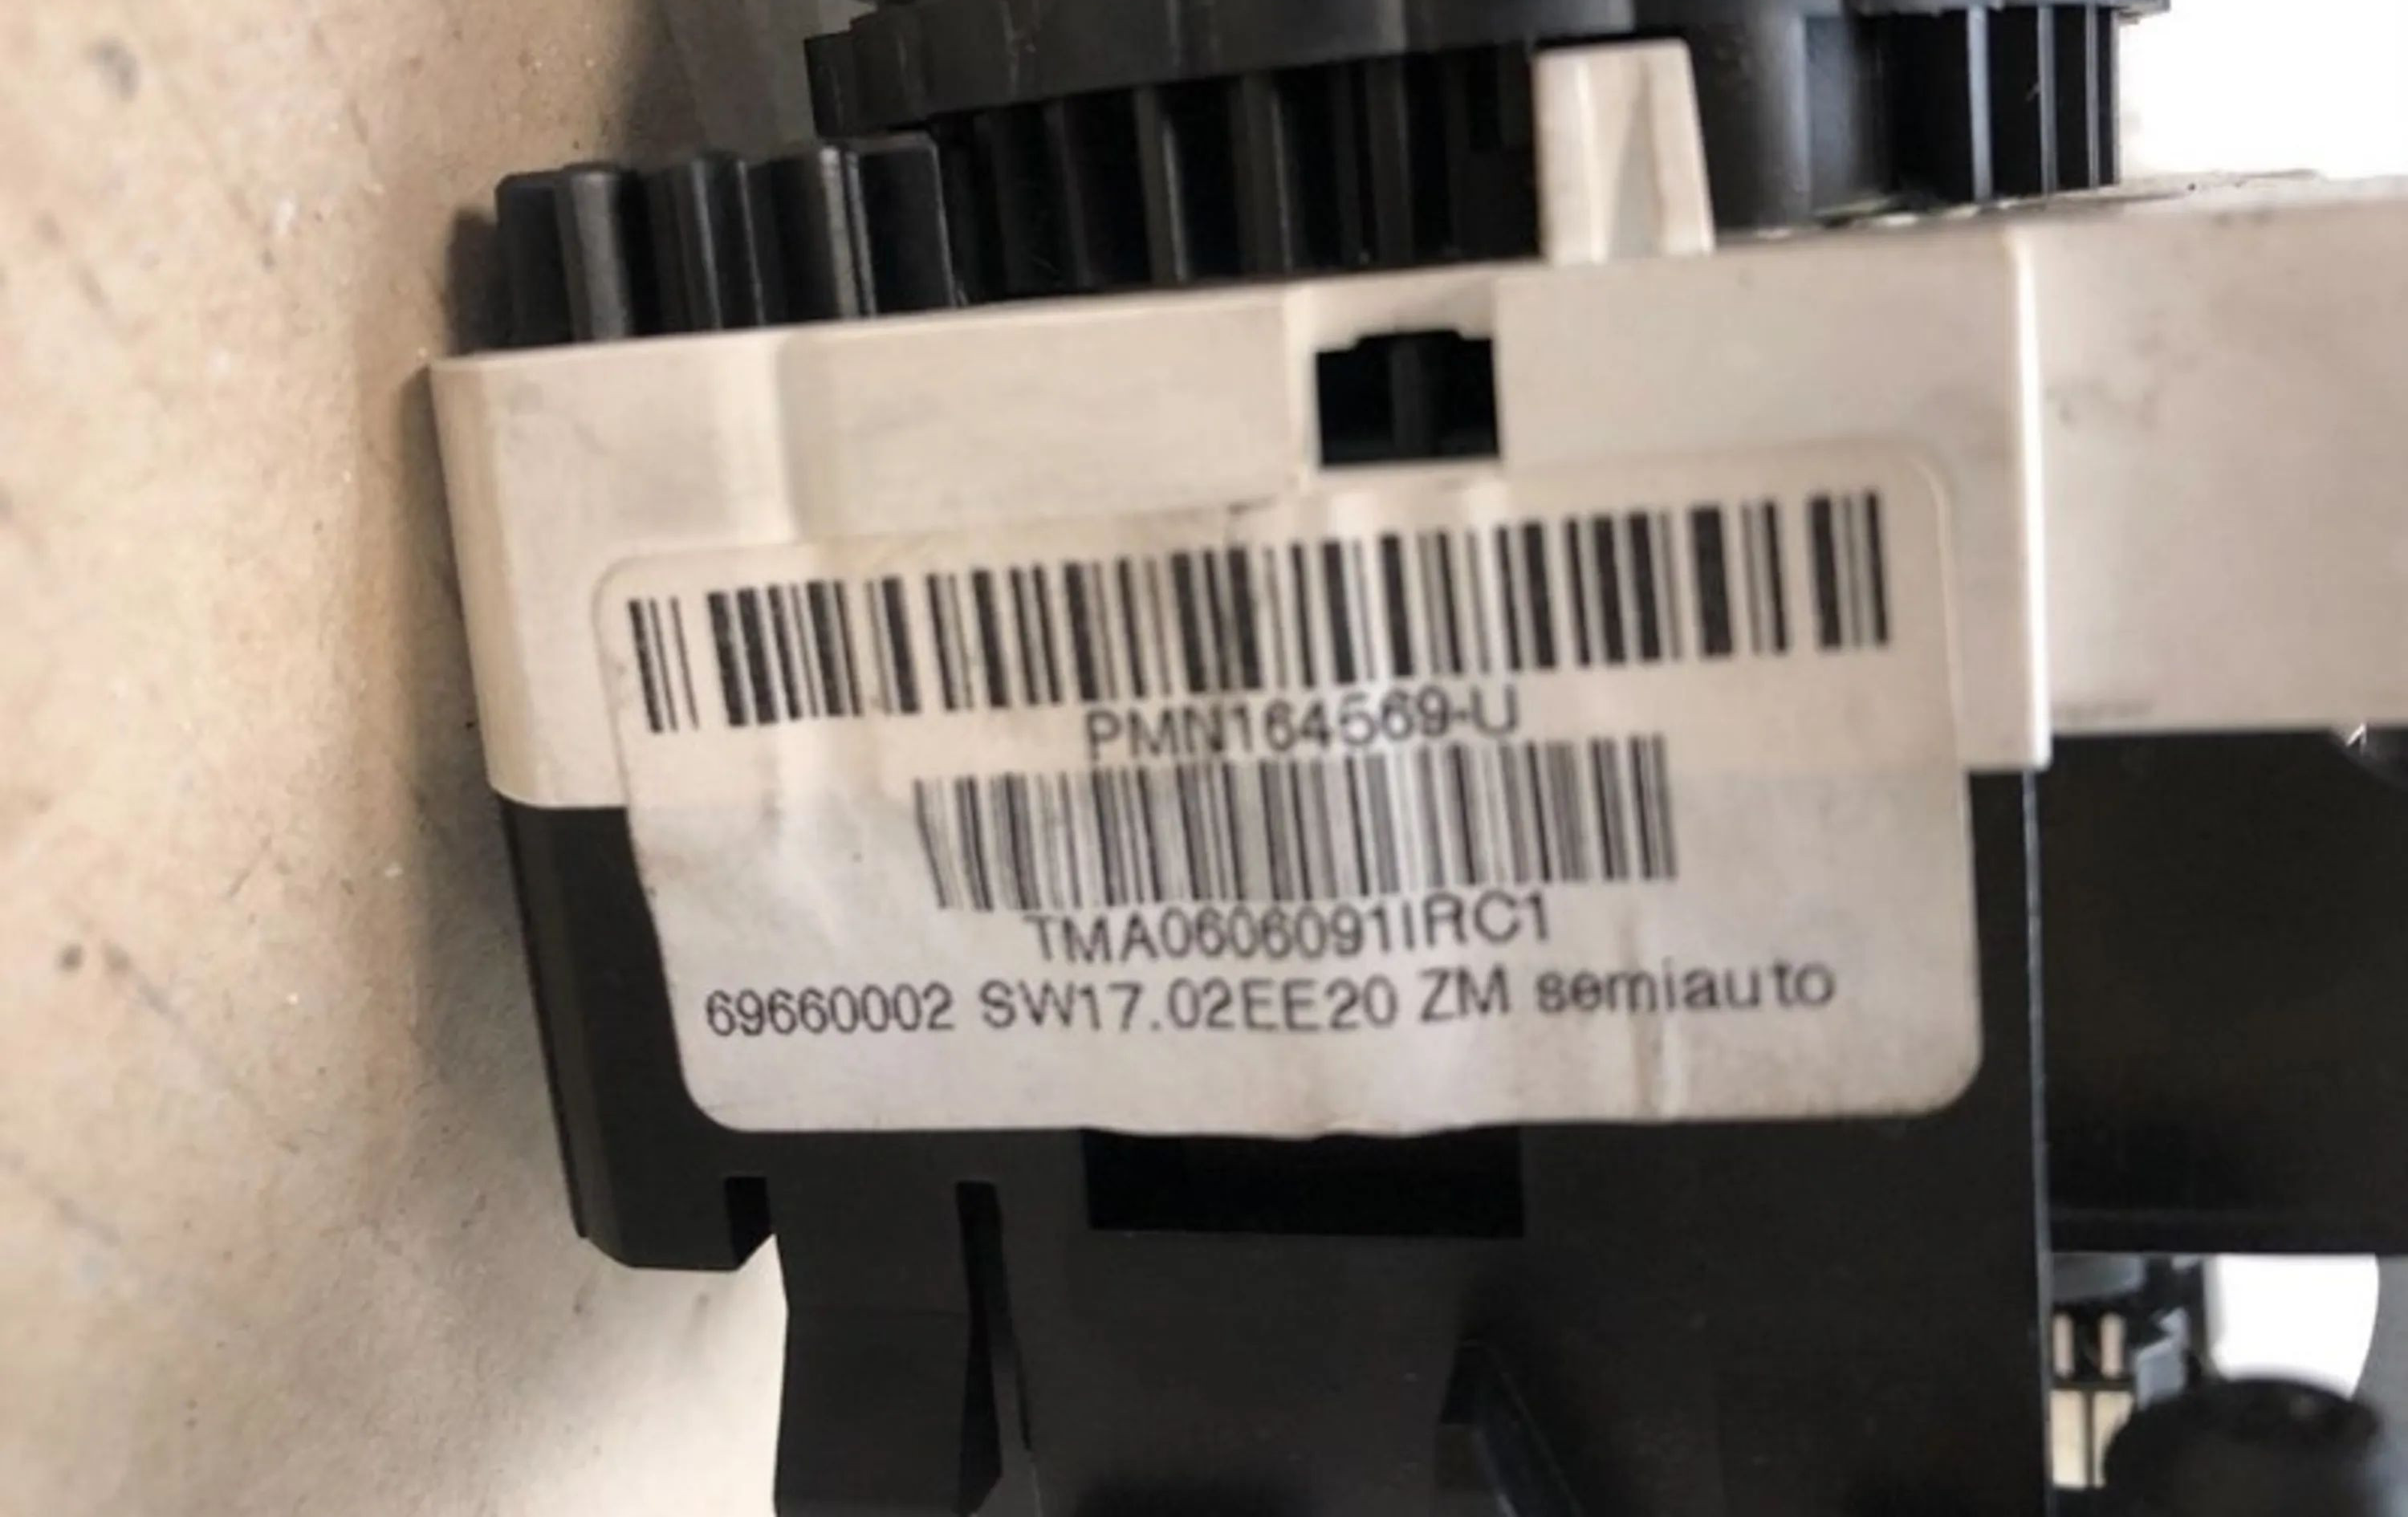 PMN164569-U
TMA0606091IRC1
69660002 SW17.02EE20 ZM semiauto